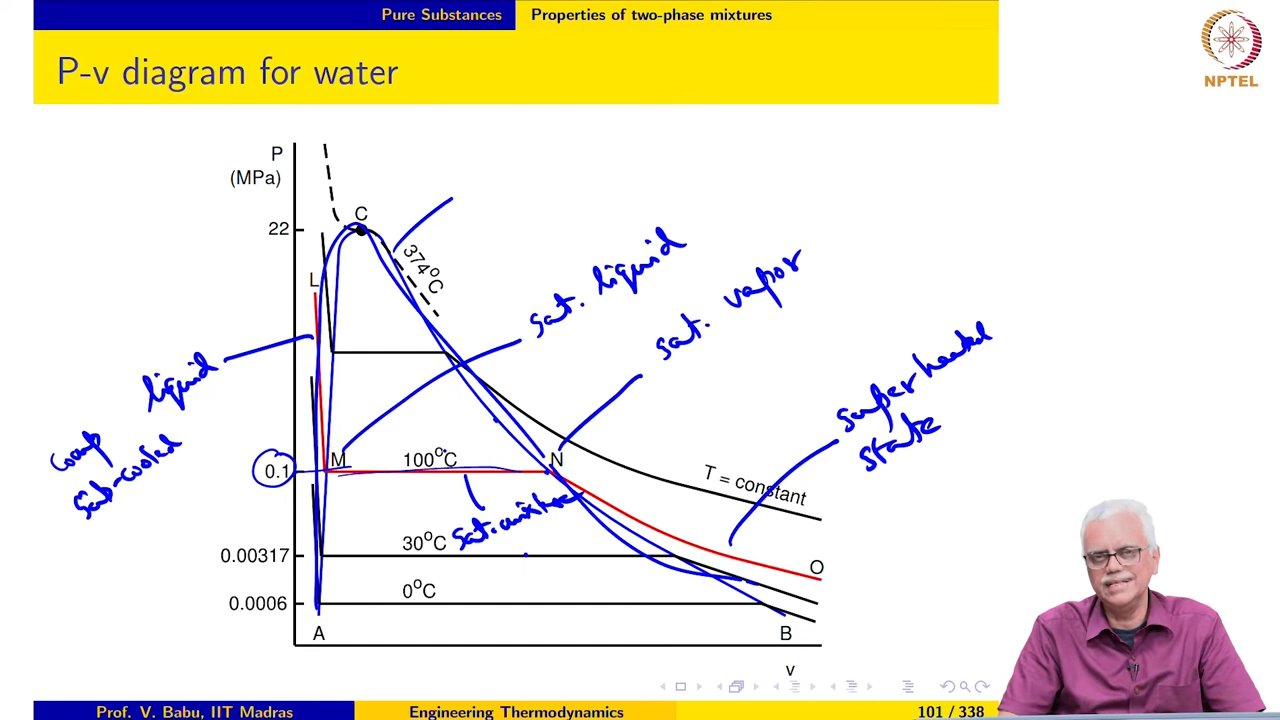 Pure Substances
Properties of two-phase mixtures
P-v diagram for water
NPTEL
P
(MPa)
22
C
374°C
L
sat. liquid
sat. vapor
liquid
super heated
state
comp
sub-cooled
0.1
M
100°C
N
T = constant
sat. mixture
0.00317
30°C
O
0.0006
0°C
A
B
v
Prof. V. Babu, IIT Madras
Engineering Thermodynamics
101 / 338